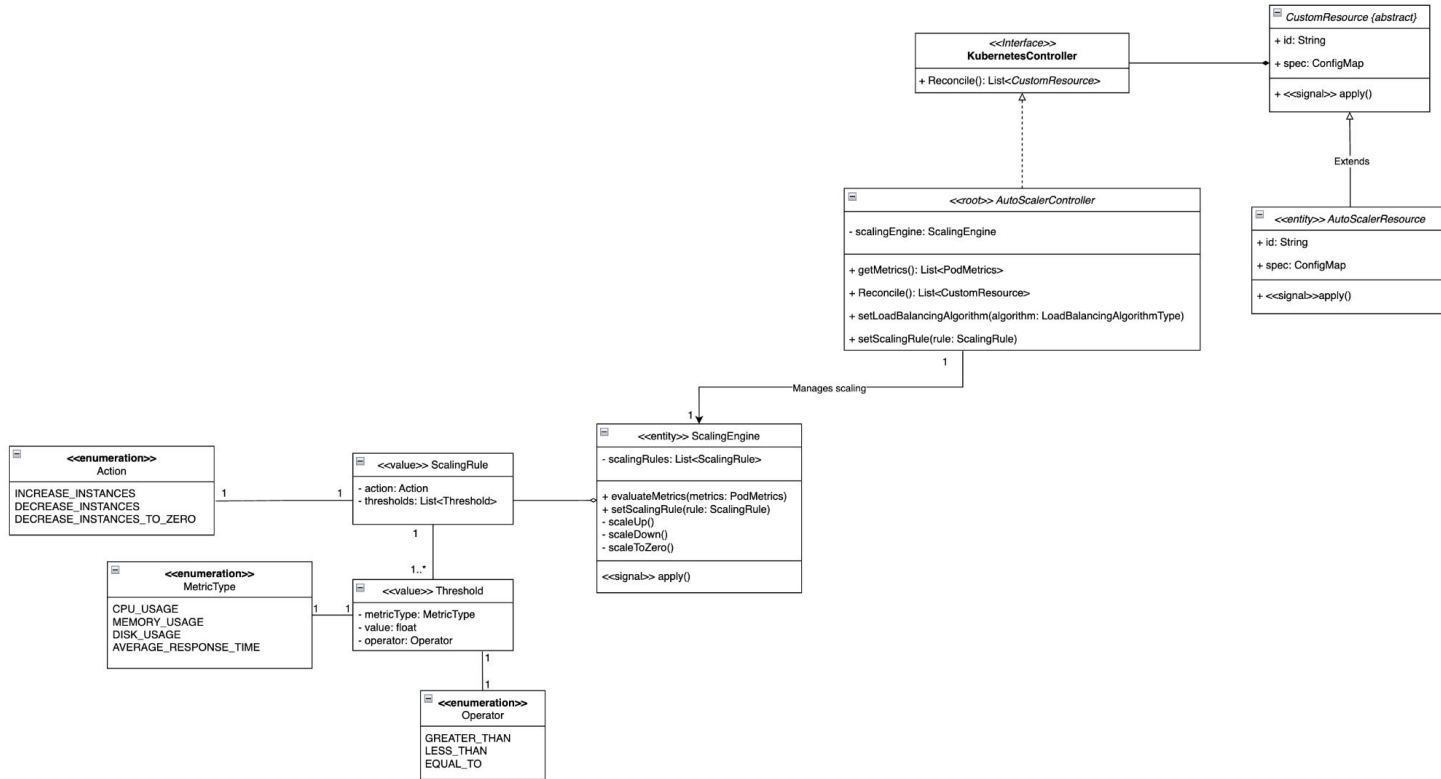 CustomResource {abstract}
+ id: String
+ spec: ConfigMap
+ <<signal>> apply()
<<Interface>>
KubernetesController
+ Reconcile(): List<CustomResource>
Extends
<<root>> AutoScalerController
- scalingEngine: ScalingEngine
+ getMetrics(): List<PodMetrics>
+ Reconcile(): List<CustomResource>
+ setLoadBalancingAlgorithm(algorithm: LoadBalancingAlgorithmType)
+ setScalingRule(rule: ScalingRule)
<<entity>> AutoScalerResource
+ id: String
+ spec: ConfigMap
+ <<signal>>apply()
1
Manages scaling
1
<<entity>> ScalingEngine
- scalingRules: List<ScalingRule>
+ evaluateMetrics(metrics: PodMetrics)
+ setScalingRule(rule: ScalingRule)
- scaleUp()
- scaleDown()
- scaleToZero()
<<signal>> apply()
<<enumeration>>
Action
INCREASE_INSTANCES
DECREASE_INSTANCES
DECREASE_INSTANCES_TO_ZERO
1
1
<<value>> ScalingRule
- action: Action
- thresholds: List<Threshold>
1
1..*
<<enumeration>>
MetricType
CPU_USAGE
MEMORY_USAGE
DISK_USAGE
AVERAGE_RESPONSE_TIME
1
1
<<value>> Threshold
- metricType: MetricType
- value: float
- operator: Operator
1
1
<<enumeration>>
Operator
GREATER_THAN
LESS_THAN
EQUAL_TO